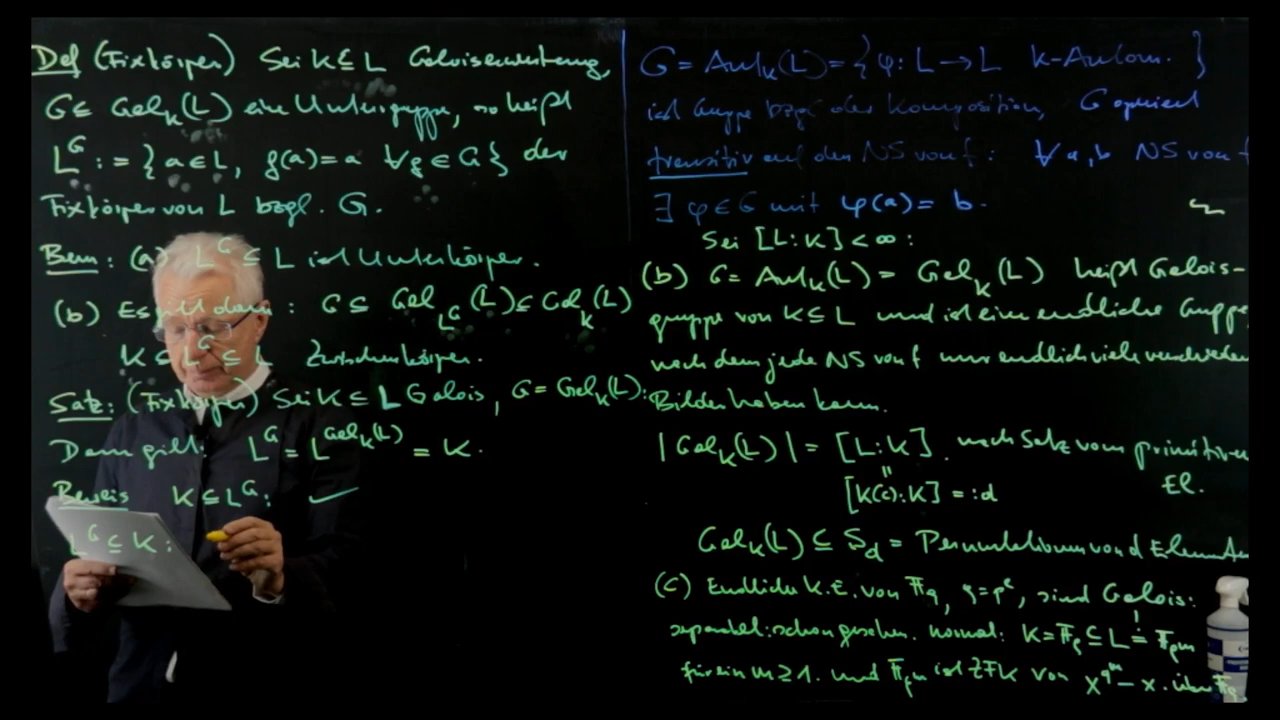 Def (Fixkörper) Sei K ⊆ L Galoiserweiterung,
G ⊆ Gal_K(L) eine Untergruppe, so heißt
L^G := { a ∈ L, g(a) = a ∀ g ∈ G } der
Fixkörper von L bzgl. G.
Bem: (a) L^G ⊆ L ist Unterkörper.
(b) Es gilt dann: G ⊆ Gal_{L^G}(L) ⊆ Gal_K(L)
K ⊆ L^G ⊆ L Zwischenkörper.
Satz: (Fixkörper) Sei K ⊆ L Galois, G = Gal_K(L):
Dann gilt: L^G = L^{Gal_K(L)} = K.
Beweis K ⊆ L^G: ✓
L^G ⊆ K:
G = Aut_K(L) = { φ: L → L K-Autom. }
ist Gruppe bzgl der Komposition, G operiert
transitiv auf den NS von f: ∀ a,b NS von f
∃ φ ∈ G mit φ(a) = b.
Sei [L:K] < ∞:
(b) G = Aut_K(L) = Gal_K(L) heißt Galois-
gruppe von K ⊆ L und ist eine endliche Gruppe
nach dem jede NS von f nur endlich viele verschieden
Bilder haben kann.
|Gal_K(L)| = [L:K]. nach Satz vom primitiven
El.
"
[K(c):K] =: d
Gal_K(L) ⊆ S_d = Permutationen von d Elementen
(c) Endliche K.E. von 𝔽_q, q = p^e, sind Galois:
separabel: schon gesehen. normal: K = 𝔽_q ⊆ L = 𝔽_{q^m}
für ein m ≥ 1. und 𝔽_{q^m} ist ZFK von X^{q^m} − X. über 𝔽_q